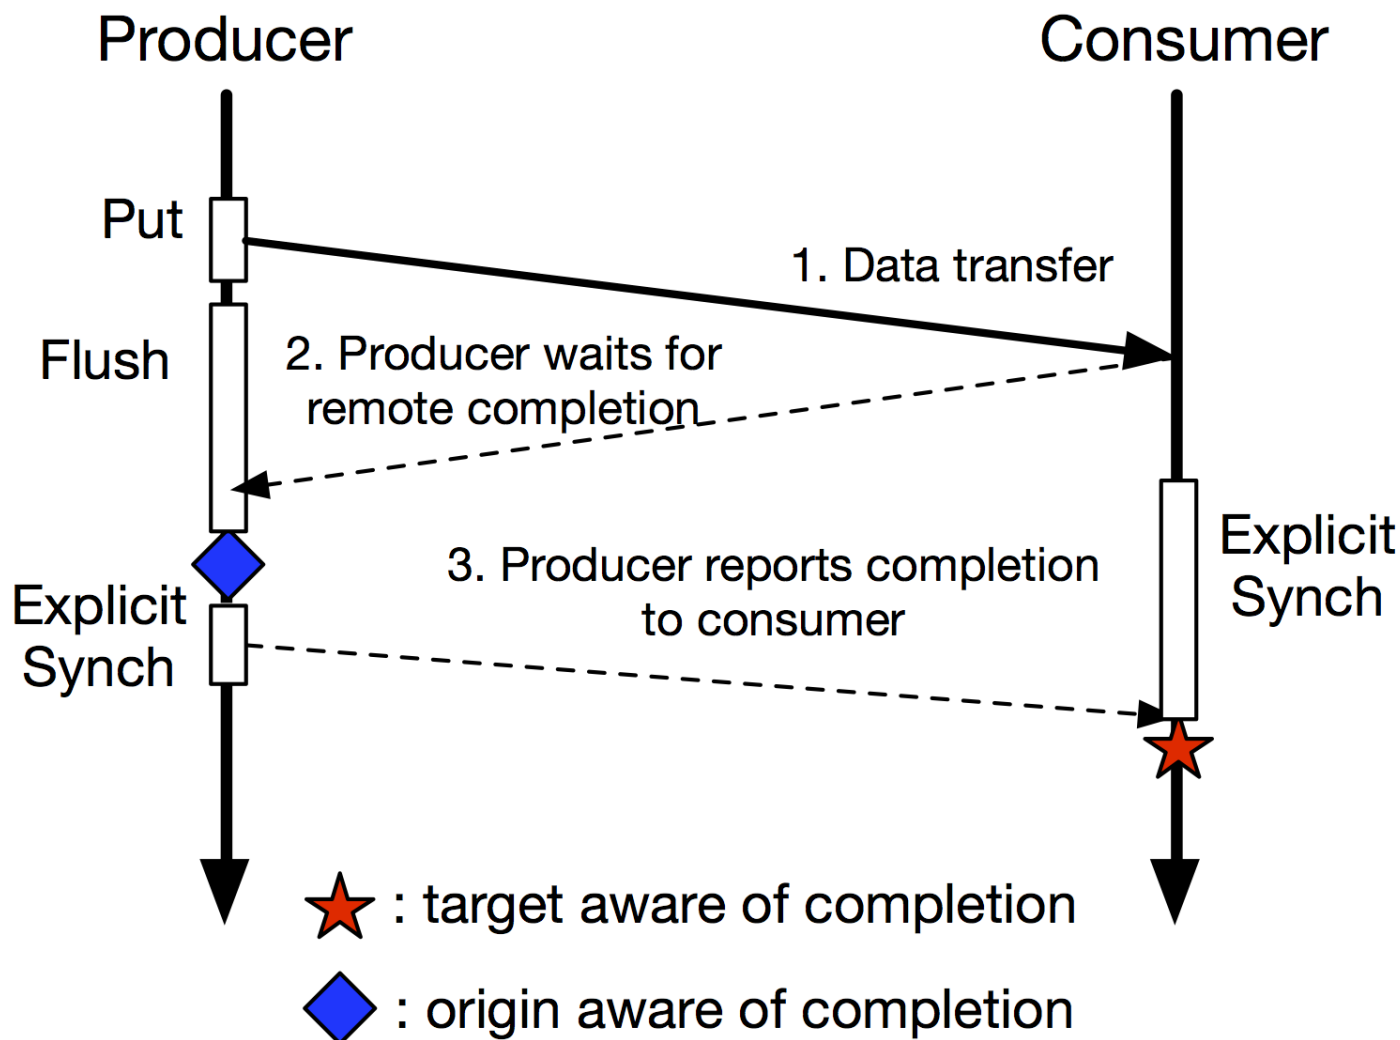 Producer
Consumer
Put
1. Data transfer
Flush
2. Producer waits for
remote completion
Explicit
Synch
3. Producer reports completion
to consumer
Explicit
Synch
: target aware of completion
: origin aware of completion